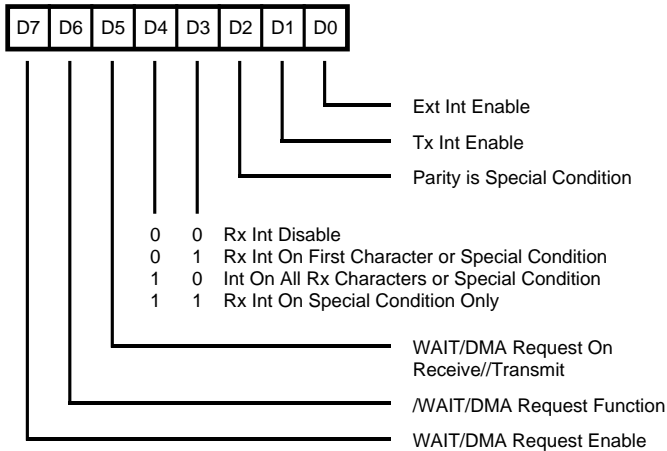 D7 D6 D5 D4 D3 D2 D1 D0
Ext Int Enable
Tx Int Enable
Parity is Special Condition
0 0 Rx Int Disable
0 1 Rx Int On First Character or Special Condition
1 0 Int On All Rx Characters or Special Condition
1 1 Rx Int On Special Condition Only
WAIT/DMA Request On
Receive//Transmit
/WAIT/DMA Request Function
WAIT/DMA Request Enable